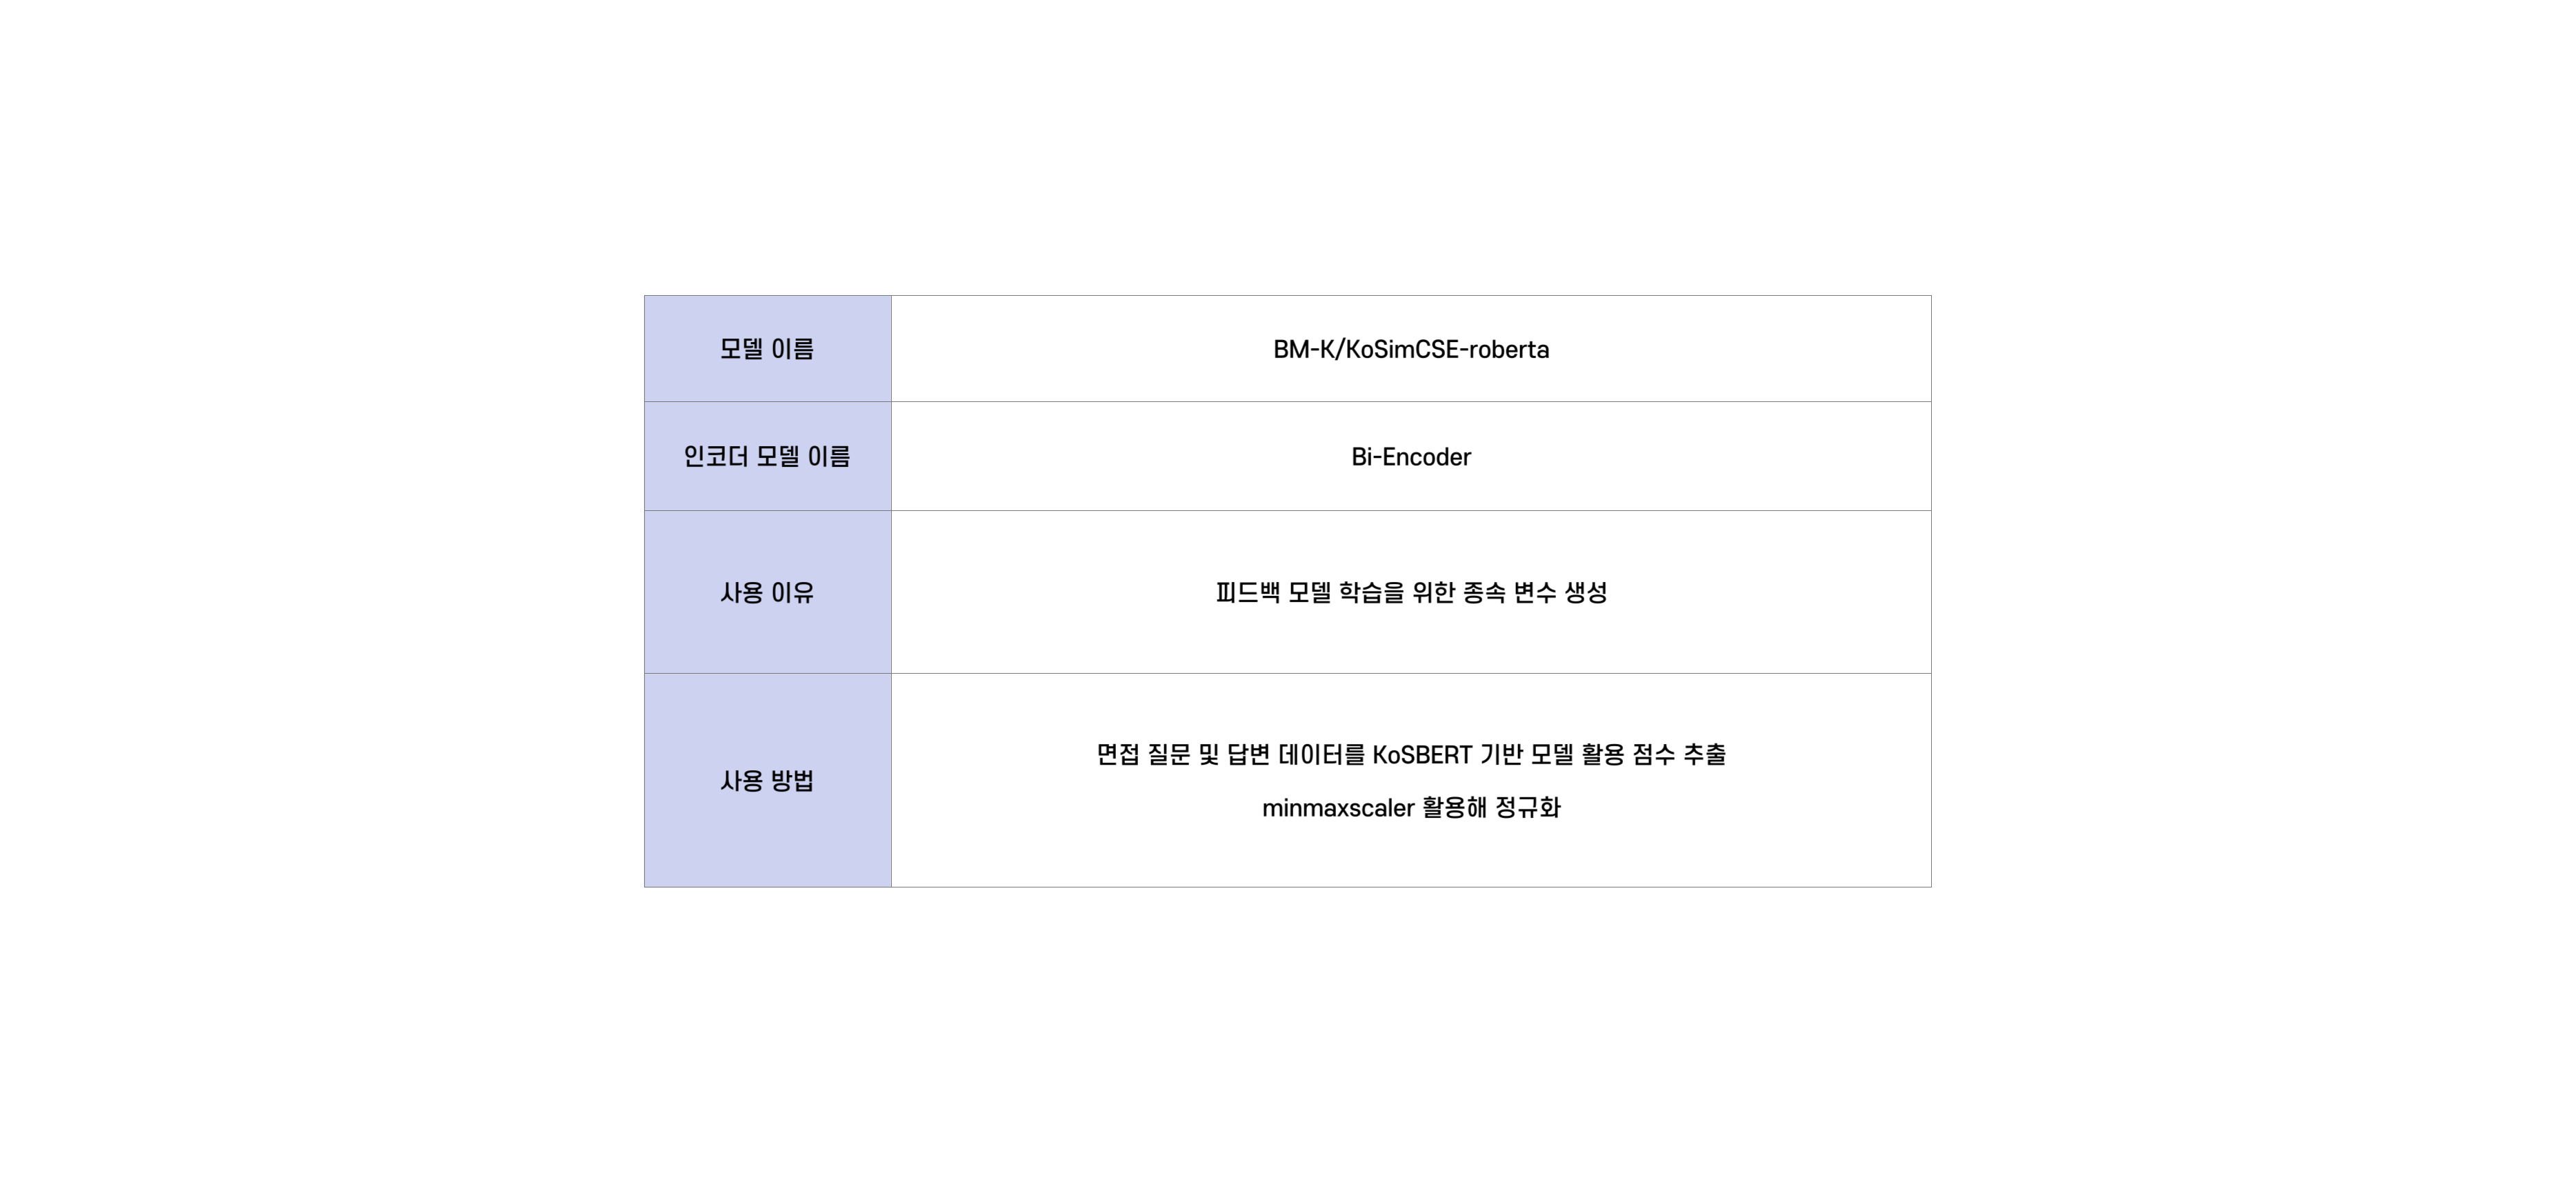 모델 이름
BM-K/KoSimCSE-roberta
인코더 모델 이름
Bi-Encoder
사용 이유
피드백 모델 학습을 위한 종속 변수 생성
사용 방법
면접 질문 및 답변 데이터를 KoSBERT 기반 모델 활용 점수 추출
minmaxscaler 활용해 정규화